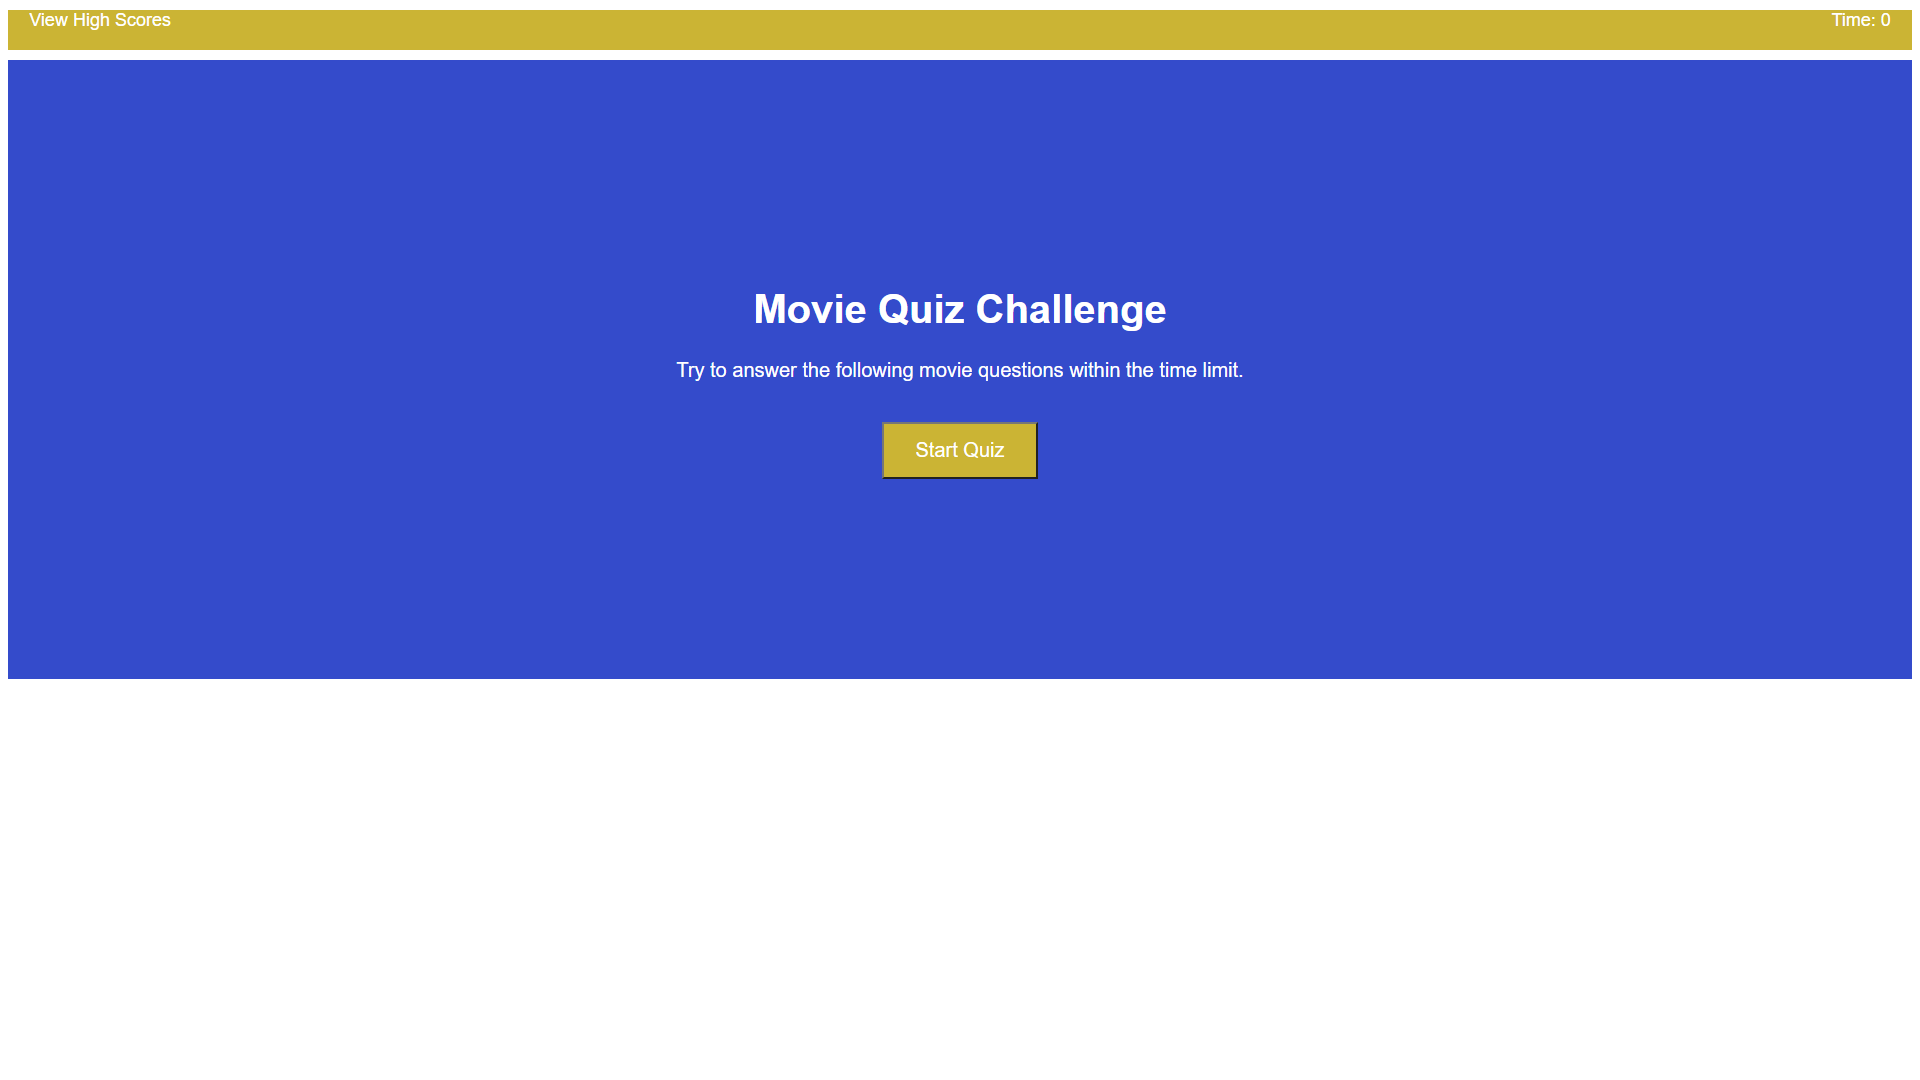 View High Scores
Time: 0
Movie Quiz Challenge
Try to answer the following movie questions within the time limit.
Start Quiz